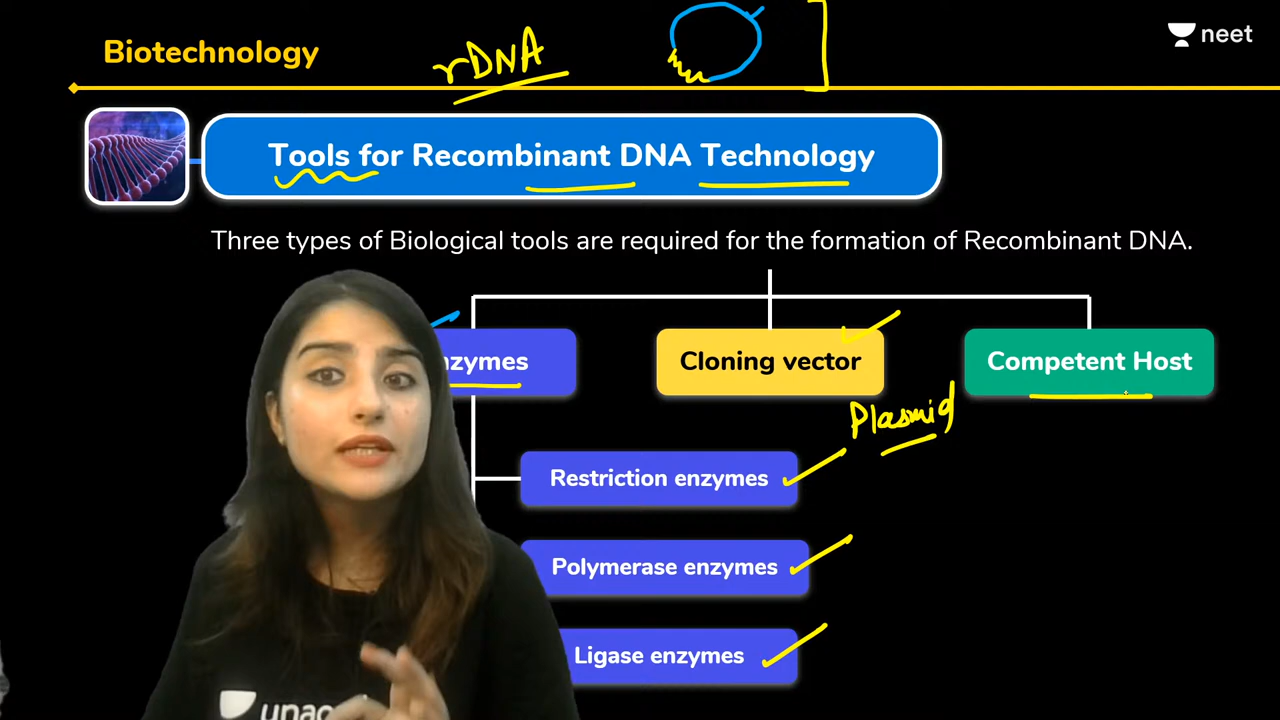 Biotechnology
rDNA
neet
Tools for Recombinant DNA Technology
Three types of Biological tools are required for the formation of Recombinant DNA.
nzymes
Cloning vector
Competent Host
Plasmid
Restriction enzymes
Polymerase enzymes
Ligase enzymes
unac